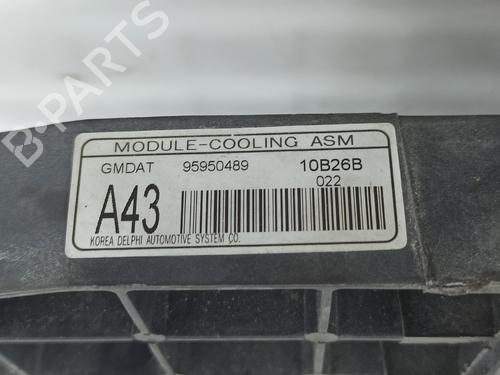 B-PARTS
MODULE-COOLING ASM
GMDAT 95950489 10B26B
022
A43
KOREA DELPHI AUTOMOTIVE SYSTEM CO.